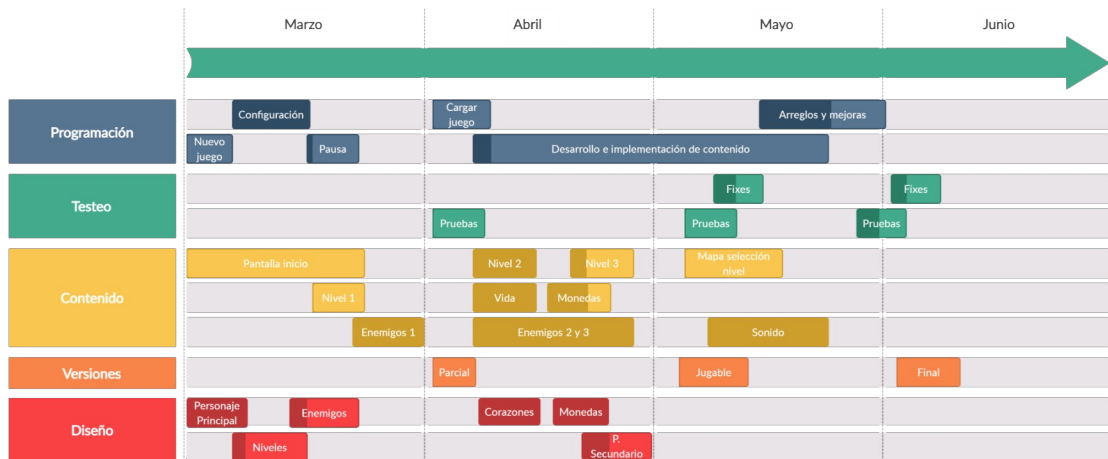 Marzo
Abril
Mayo
Junio
Programación
Configuración
Cargar
juego
Arreglos y mejoras
Nuevo
juego
Pausa
Desarrollo e implementación de contenido
Testeo
Fixes
Fixes
Pruebas
Pruebas
Pruebas
Contenido
Pantalla inicio
Nivel 2
Nivel 3
Mapa selección
nivel
Nivel 1
Vida
Monedas
Enemigos 1
Enemigos 2 y 3
Sonido
Versiones
Parcial
Jugable
Final
Diseño
Personaje
Principal
Enemigos
Corazones
Monedas
Niveles
P.
Secundario